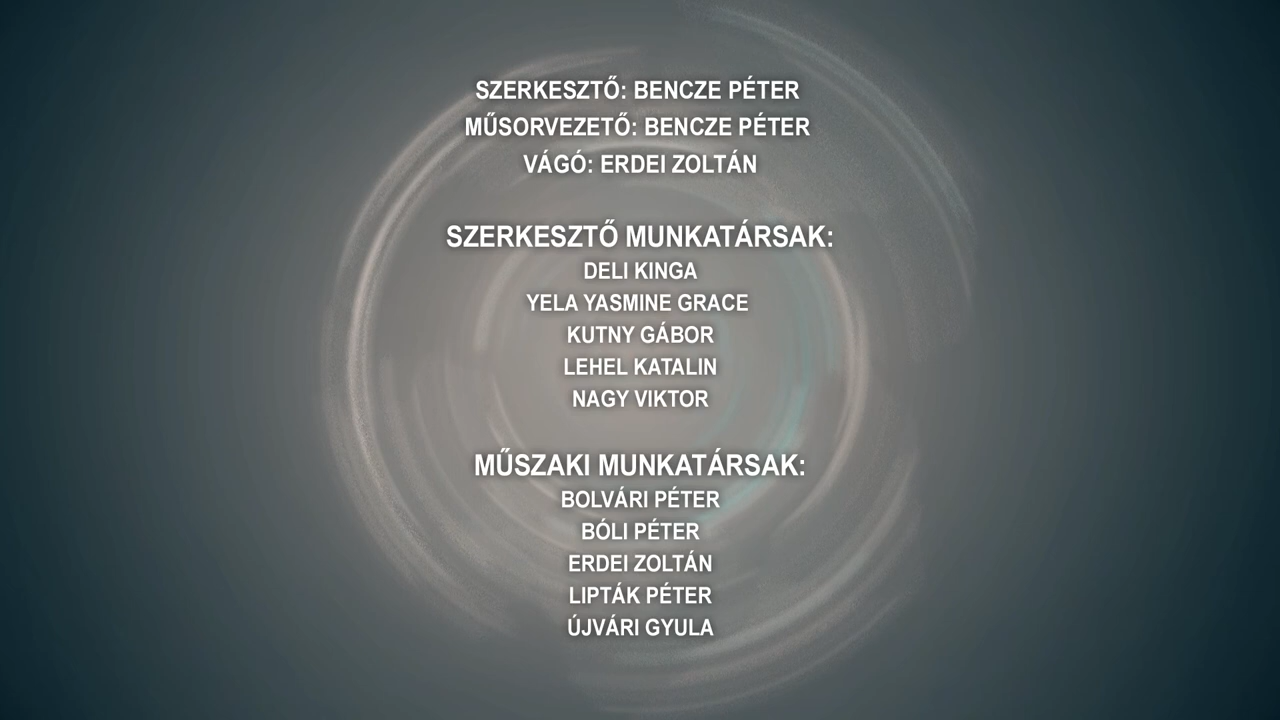 SZERKESZTŐ: BENCZE PÉTER
MŰSORVEZETŐ: BENCZE PÉTER
VÁGÓ: ERDEI ZOLTÁN
SZERKESZTŐ MUNKATÁRSAK:
DELI KINGA
YELA YASMINE GRACE
KUTNY GÁBOR
LEHEL KATALIN
NAGY VIKTOR
MŰSZAKI MUNKATÁRSAK:
BOLVÁRI PÉTER
BÓLI PÉTER
ERDEI ZOLTÁN
LIPTÁK PÉTER
ÚJVÁRI GYULA